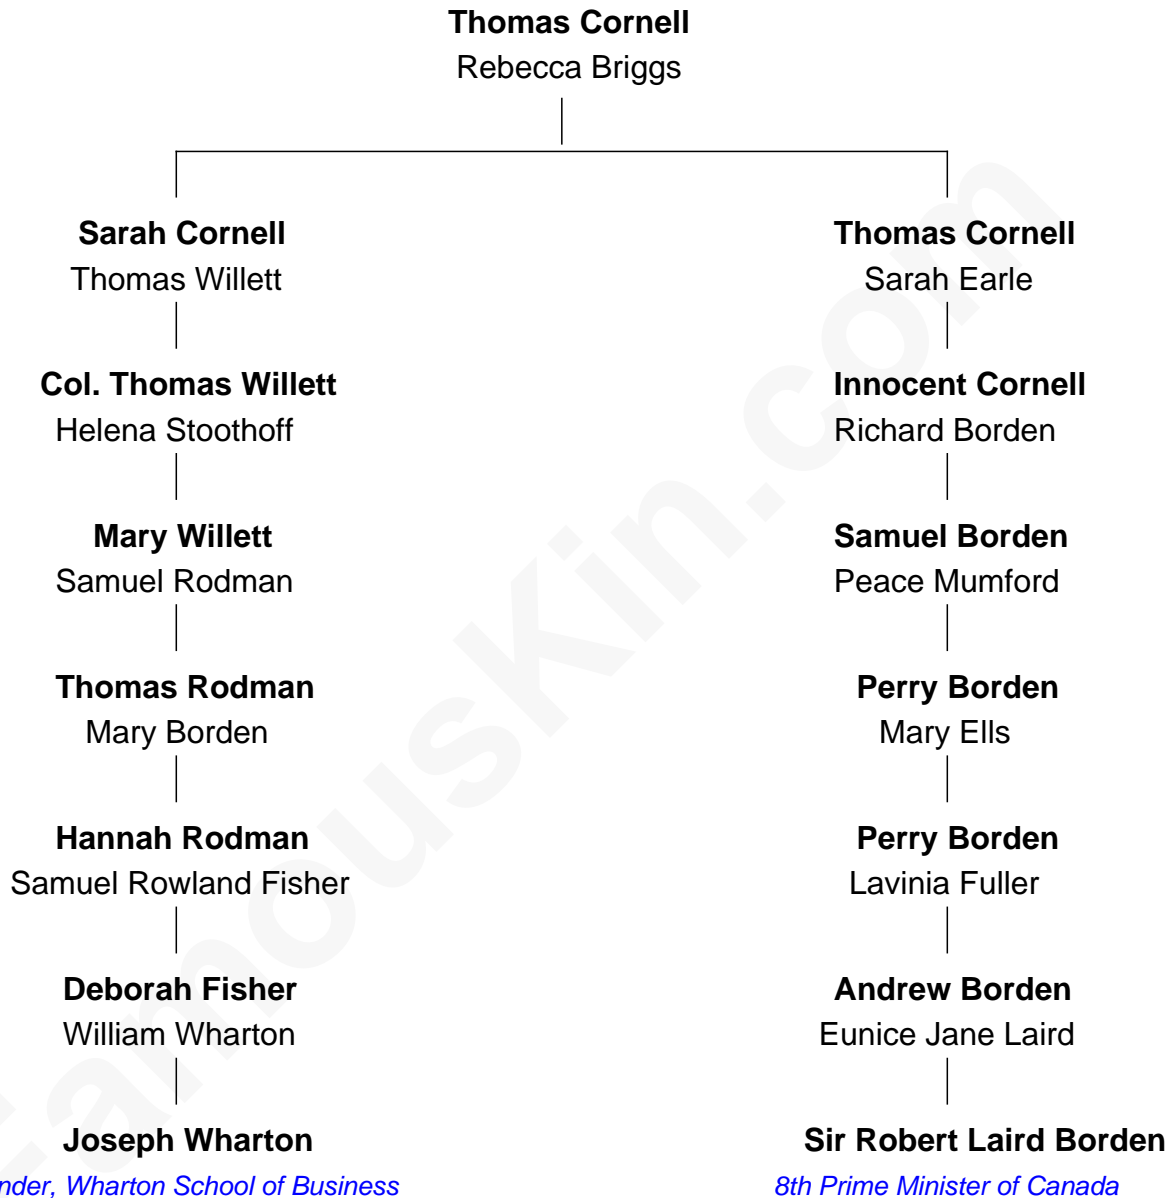 Thomas Cornell
Rebecca Briggs
Sarah Cornell
Thomas Willett
Col. Thomas Willett
Helena Stoothoff
Mary Willett
Samuel Rodman
Thomas Rodman
Mary Borden
Hannah Rodman
Samuel Rowland Fisher
Deborah Fisher
William Wharton
Joseph Wharton
nder, Wharton School of Business
Thomas Cornell
Sarah Earle
Innocent Cornell
Richard Borden
Samuel Borden
Peace Mumford
Perry Borden
Mary Ells
Perry Borden
Lavinia Fuller
Andrew Borden
Eunice Jane Laird
Sir Robert Laird Borden
8th Prime Minister of Canada
FamousKin.com